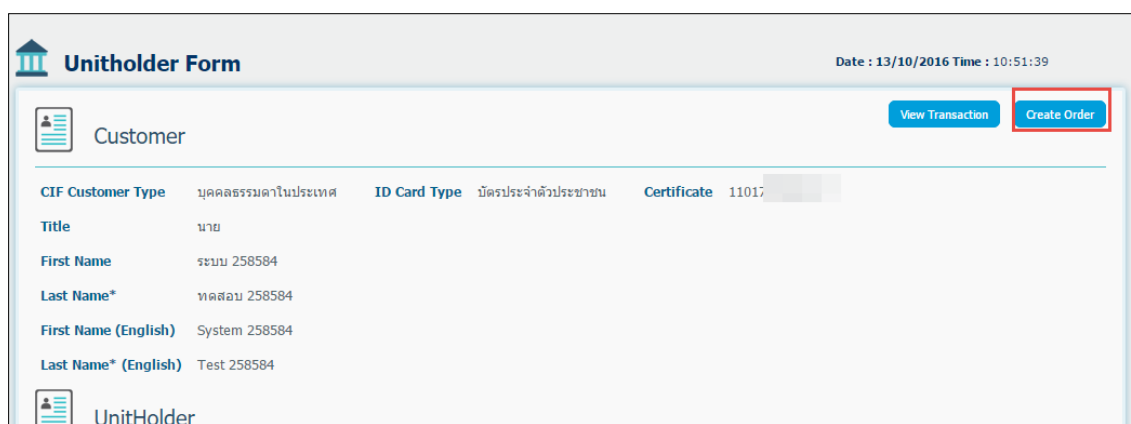 Unitholder Form
Date : 13/10/2016 Time : 10:51:39
View Transaction
Create Order
Customer
CIF Customer Type บุคคลธรรมดาในประเทศ ID Card Type บัตรประจำตัวประชาชน Certificate 11017
Title นาย
First Name ระบบ 258584
Last Name* ทดสอบ 258584
First Name (English) System 258584
Last Name* (English) Test 258584
UnitHolder